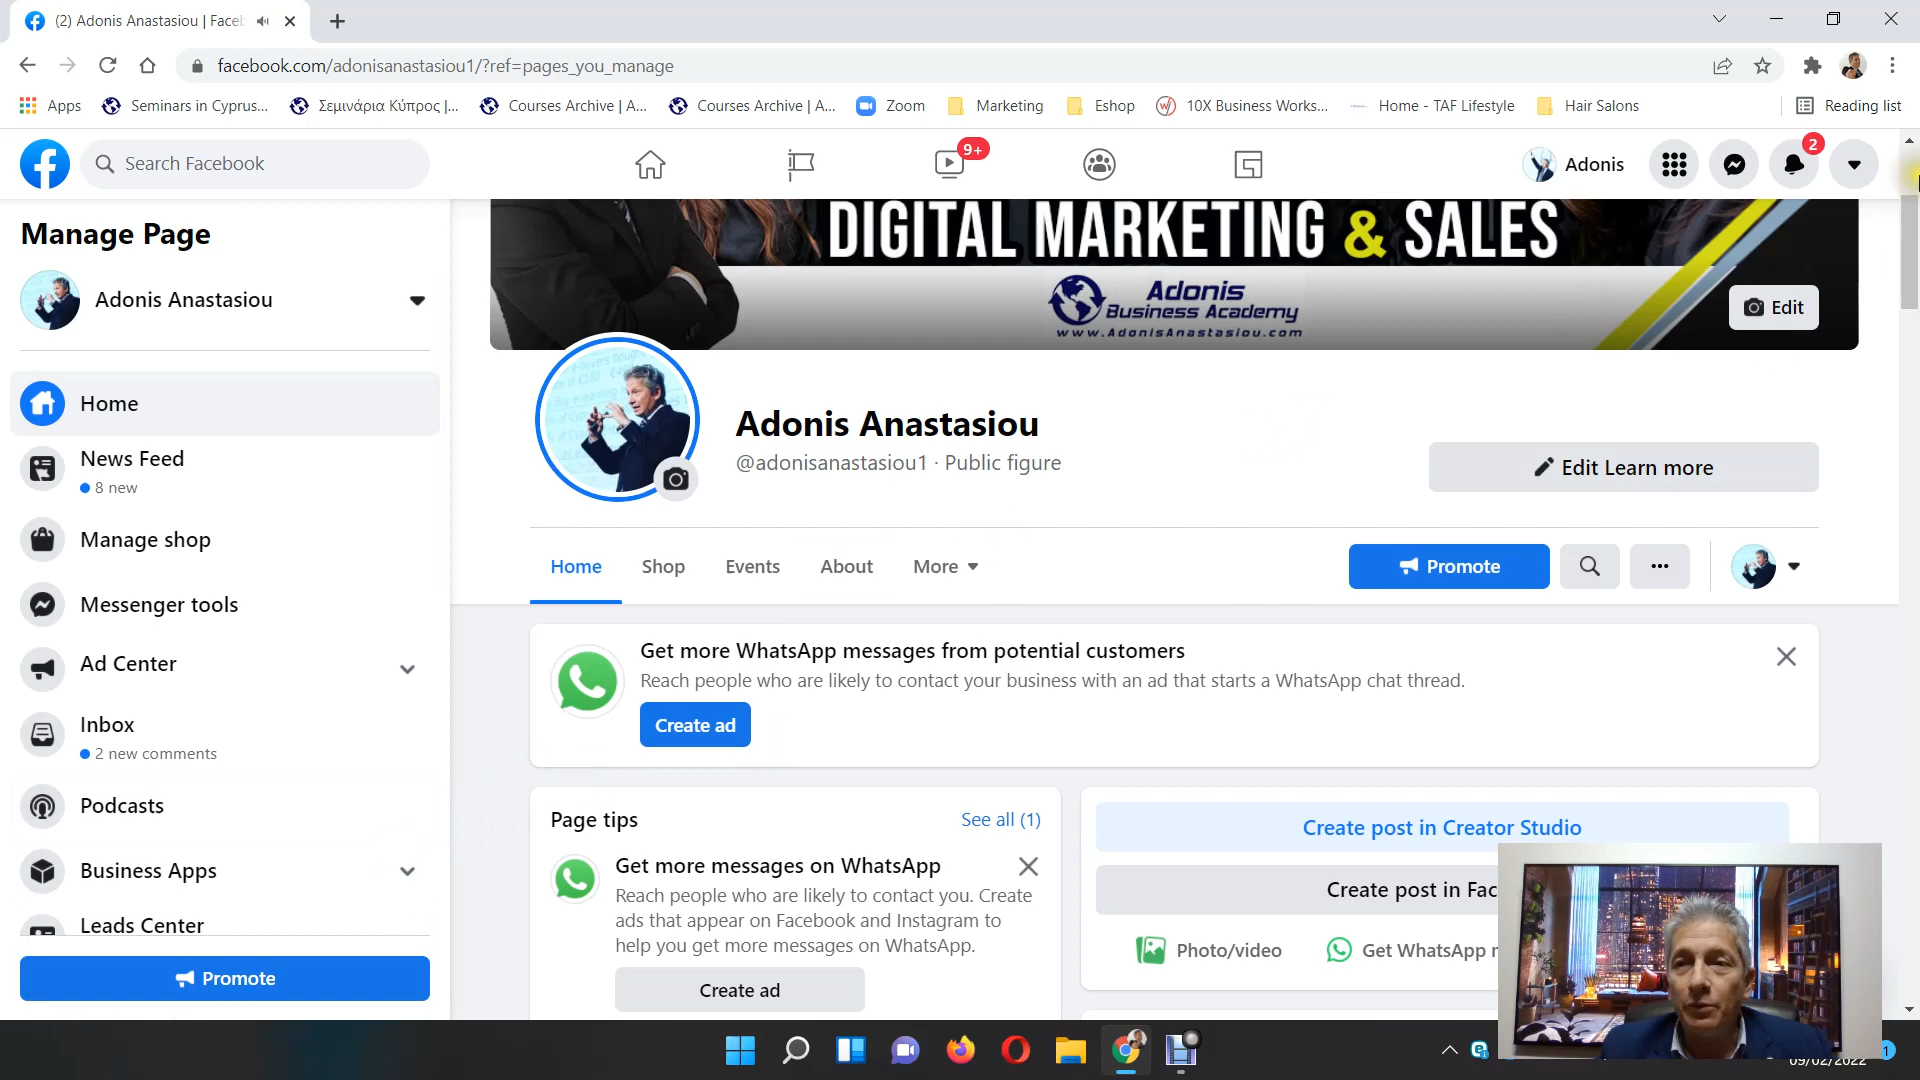 (2) Adonis Anastasiou | Faceb
facebook.com/adonisanastasiou1/?ref=pages_you_manage
Apps
Seminars in Cyprus...
Σεμινάρια Κύπρος |...
Courses Archive | A...
Courses Archive | A...
Zoom
Marketing
Eshop
10X Business Works...
Home - TAF Lifestyle
Hair Salons
Reading list
Search Facebook
9+
Adonis
2
Manage Page
Adonis Anastasiou
Home
News Feed
8 new
Manage shop
Messenger tools
Ad Center
Inbox
2 new comments
Podcasts
Business Apps
Leads Center
Promote
DIGITAL MARKETING & SALES
Adonis
Business Academy
www.AdonisAnastasiou.com
Edit
Adonis Anastasiou
@adonisanastasiou1 · Public figure
Edit Learn more
Home
Shop
Events
About
More
Promote
Get more WhatsApp messages from potential customers
Reach people who are likely to contact your business with an ad that starts a WhatsApp chat thread.
Create ad
Page tips
See all (1)
Get more messages on WhatsApp
Reach people who are likely to contact you. Create
ads that appear on Facebook and Instagram to
help you get more messages on WhatsApp.
Create ad
Create post in Creator Studio
Create post in Fac
Photo/video
Get WhatsApp
09/02/2022
1